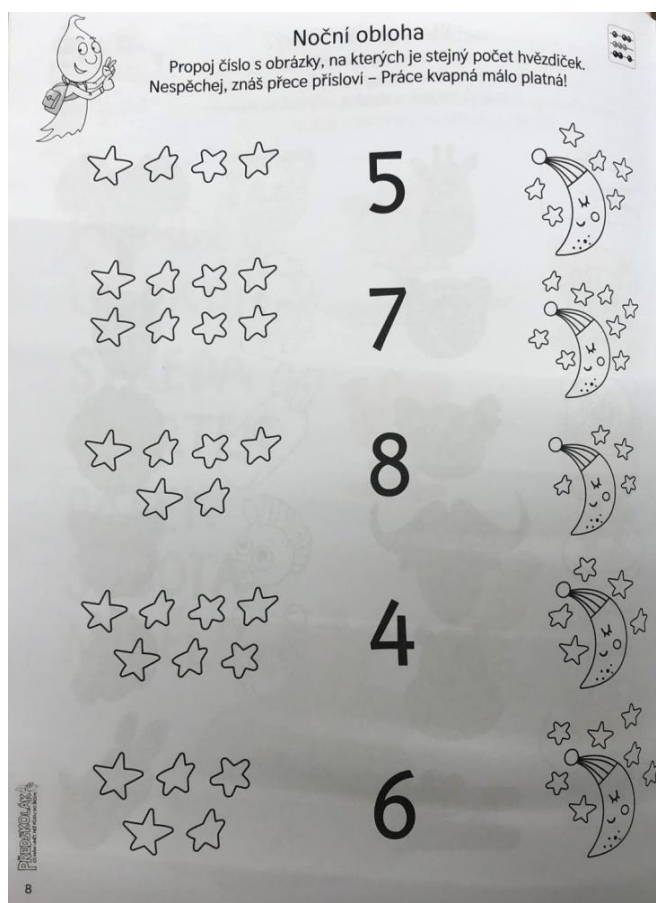 Noční obloha
Propoj číslo s obrázky, na kterých je stejný počet hvězdiček.
Nespěchej, znáš přece přísloví – Práce kvapná málo platná!
5
7
8
4
6
PŘEDŠKOLÁK
8